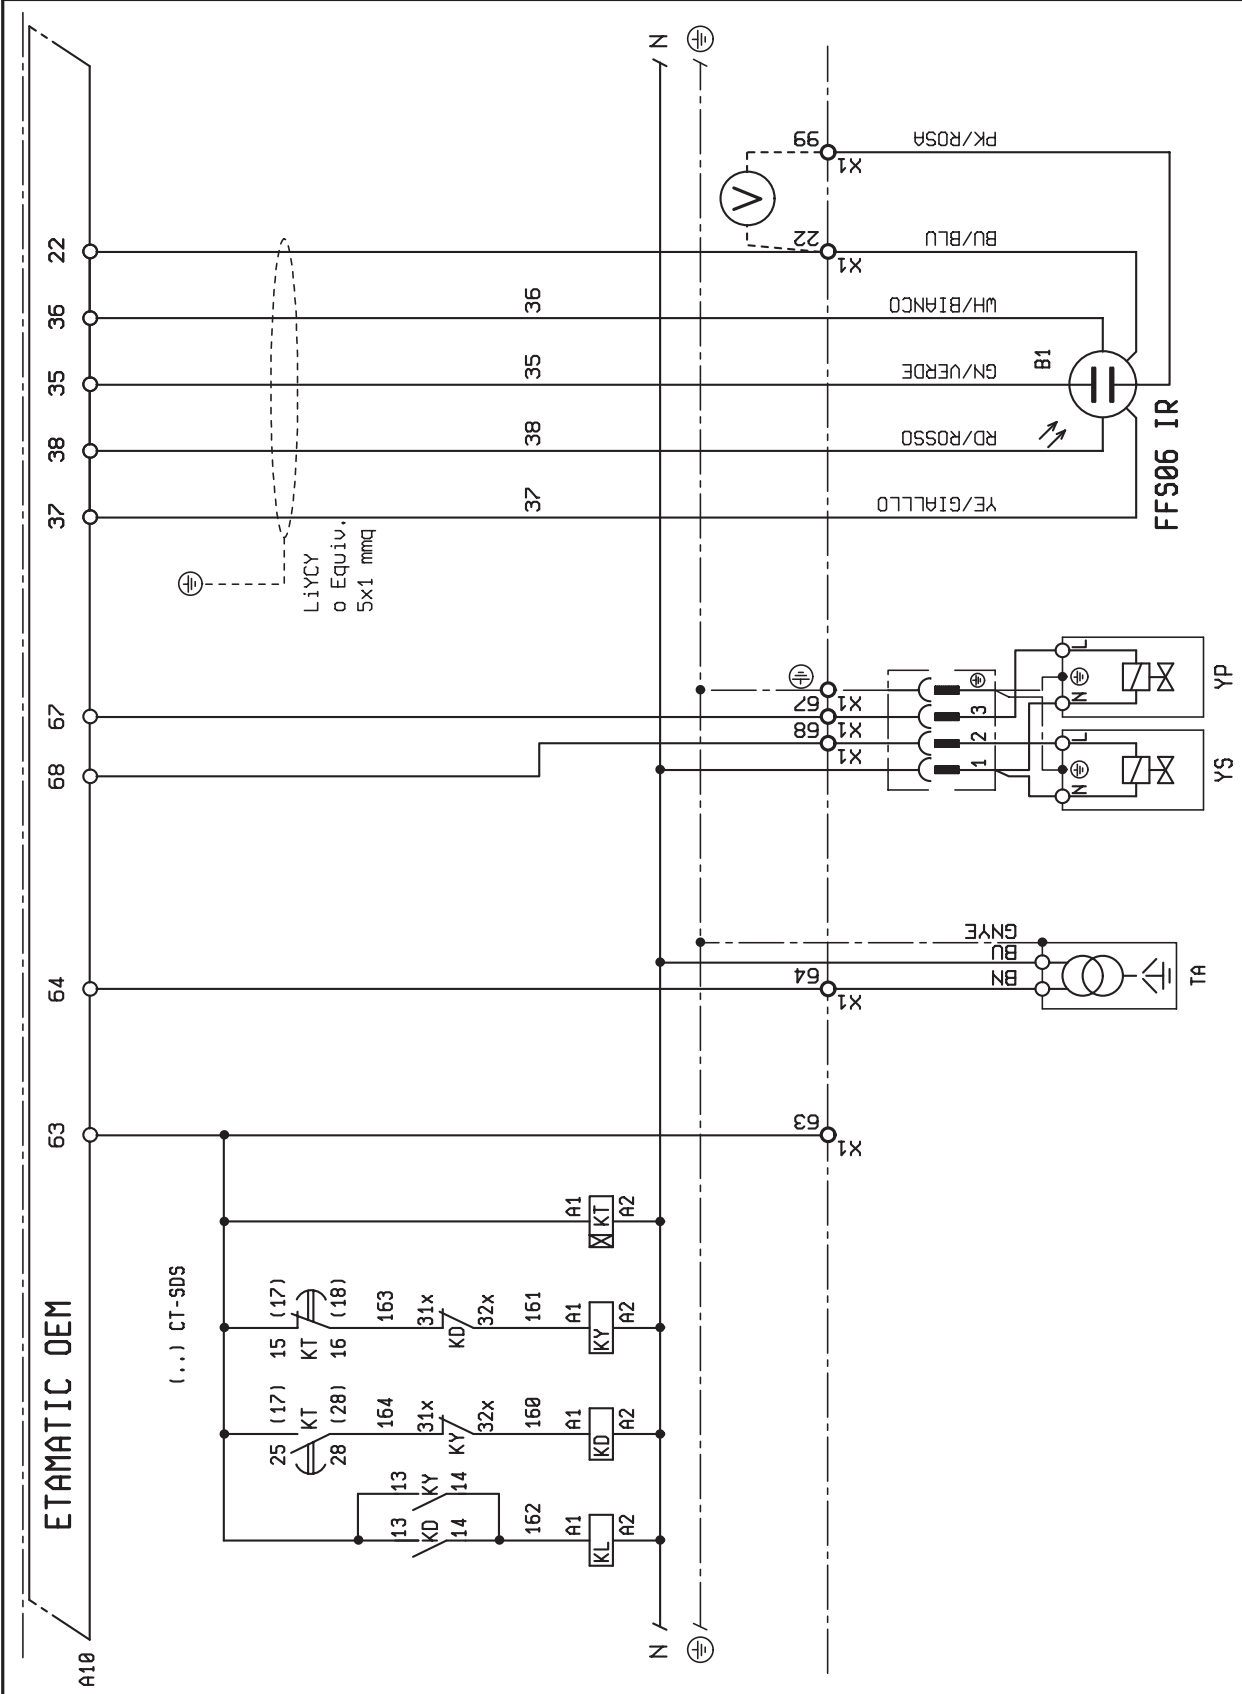 A10
ETAMATIC OEM
63
64
68
67
37
38
35
36
22
(..) CT-SDS
LiYCY
o Equiv.
5x1 mmq
37
38
35
36
15
(17)
KT
16
(18)
163
31x
KD
32x
161
A1
KY
A2
25
(17)
KT
28
(28)
164
31x
KY
32x
160
A1
KD
A2
13
KY
14
13
KD
14
162
A1
KL
A2
A1
KT
A2
N
N
63
X1
64
X1
68
X1
67
X1
X1
22
X1
99
X1
1
2
3
GNYE
BU
BN
TA
N
L
YS
N
L
YP
YE/GIALLO
RD/ROSSO
GN/VERDE
WH/BIANCO
BU/BLU
PK/ROSA
V
B1
FFS06 IR